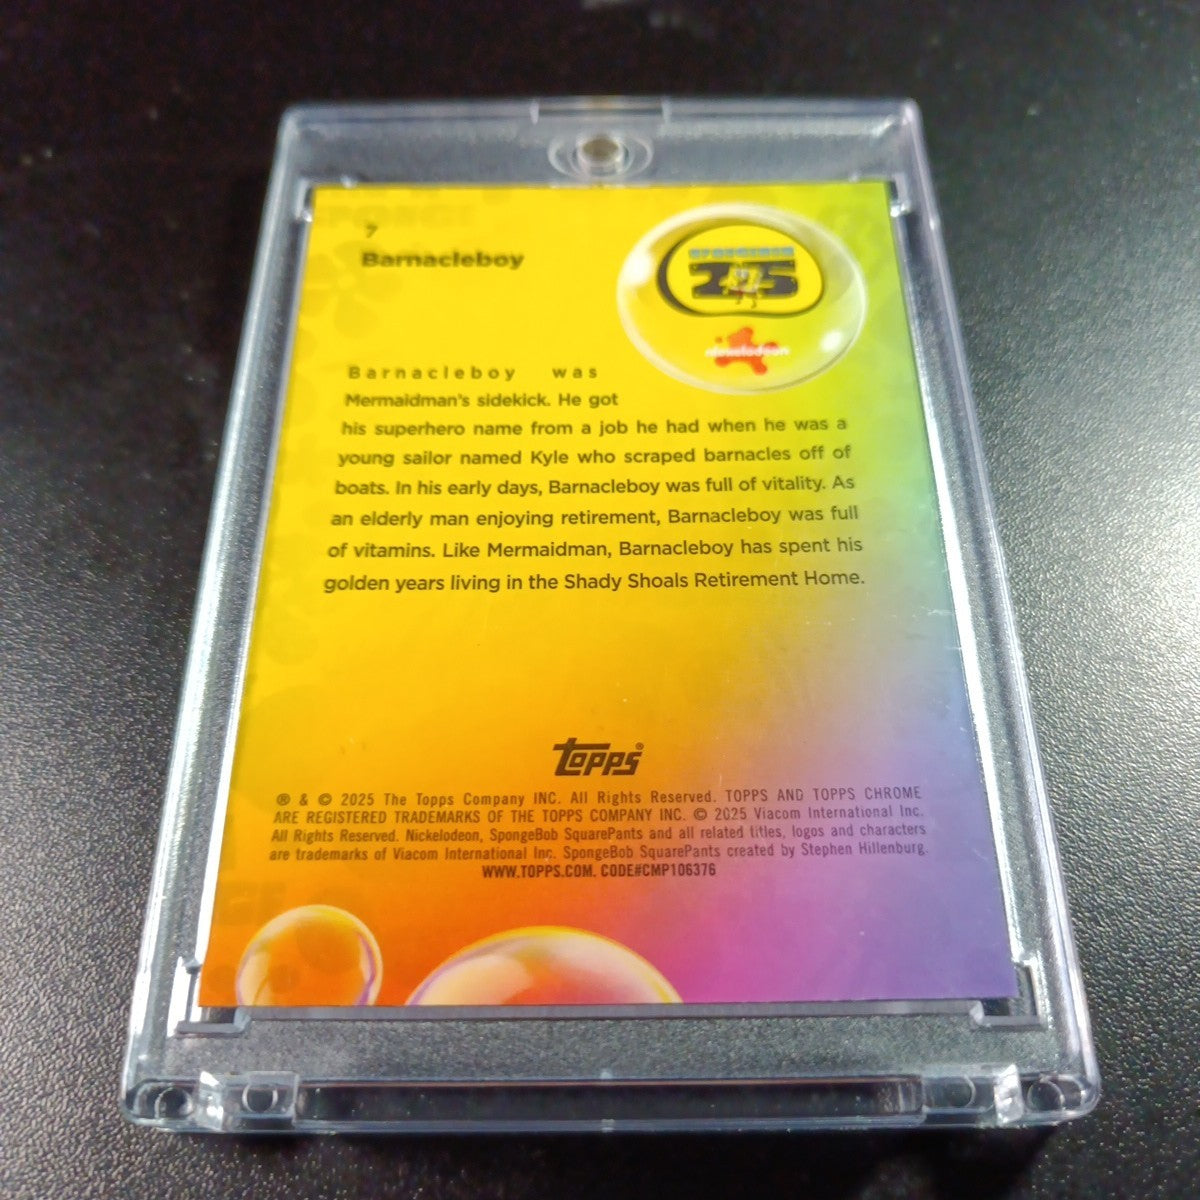 7
Barnacleboy
SPONGEBOB
25
nickelodeon
Barnacleboy was
Mermaidman's sidekick. He got
his superhero name from a job he had when he was a
young sailor named Kyle who scraped barnacles off of
boats. In his early days, Barnacleboy was full of vitality. As
an elderly man enjoying retirement, Barnacleboy was full
of vitamins. Like Mermaidman, Barnacleboy has spent his
golden years living in the Shady Shoals Retirement Home.
Topps®
® & © 2025 The Topps Company INC. All Rights Reserved. TOPPS AND TOPPS CHROME
ARE REGISTERED TRADEMARKS OF THE TOPPS COMPANY INC. © 2025 Viacom International Inc.
All Rights Reserved. Nickelodeon, SpongeBob SquarePants and all related titles, logos and characters
are trademarks of Viacom International Inc. SpongeBob SquarePants created by Stephen Hillenburg.
WWW.TOPPS.COM. CODE#CMP106376